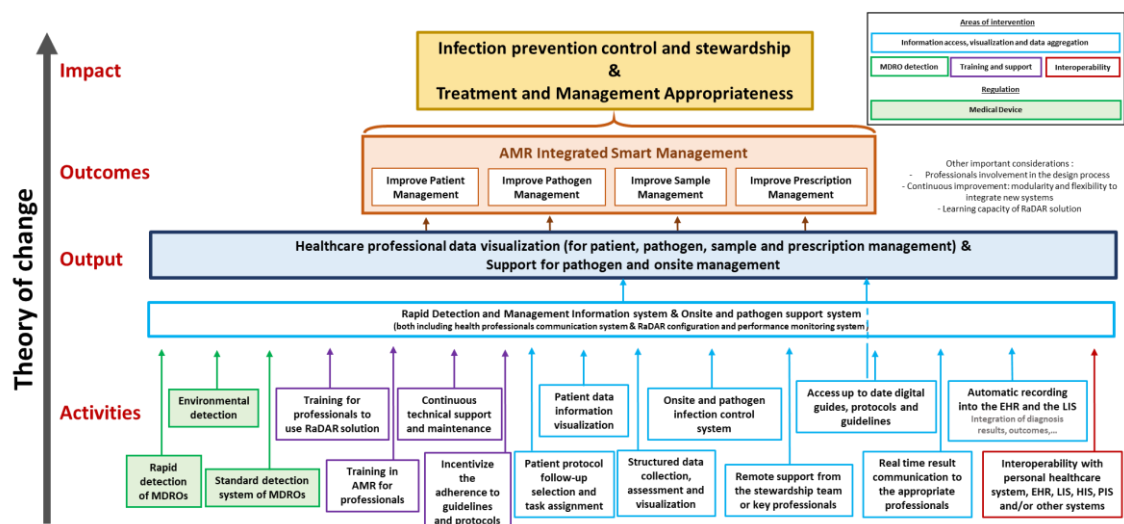 Theory of change
Impact
Outcomes
Output
Activities
Infection prevention control and stewardship
&
Treatment and Management Appropriateness
Areas of intervention
Information access, visualization and data aggregation
MDRO detection
Training and support
Interoperability
Regulation
Medical Device
AMR Integrated Smart Management
Improve Patient
Management
Improve Pathogen
Management
Improve Sample
Management
Improve Prescription
Management
Other important considerations :
- Professionals involvement in the design process
- Continuous improvement: modularity and flexibility to
integrate new systems
- Learning capacity of RaDAR solution
Healthcare professional data visualization (for patient, pathogen, sample and prescription management) &
Support for pathogen and onsite management
Rapid Detection and Management Information system & Onsite and pathogen support system
(both including health professionals communication system & RaDAR configuration and performance monitoring system )
Environmental
detection
Training for
professionals to
use RaDAR solution
Continuous
technical support
and maintenance
Patient data
information
visualization
Onsite and pathogen
infection control
system
Access up to date digital
guides, protocols and
guidelines
Automatic recording
into the EHR and the LIS
Integration of diagnosis
results, outcomes,...
Rapid
detection
of MDROs
Standard detection
system of MDROs
Training in
AMR for
professionals
Incentivize
the
adherence to
guidelines
and protocols
Patient protocol
follow-up
selection and
task assignment
Structured data
collection,
assessment and
visualization
Remote support from
the stewardship team
or key professionals
Real time result
communication to
the appropriate
professionals
Interoperability with
personal healthcare
system, EHR, LIS, HIS, PIS
and/or other systems